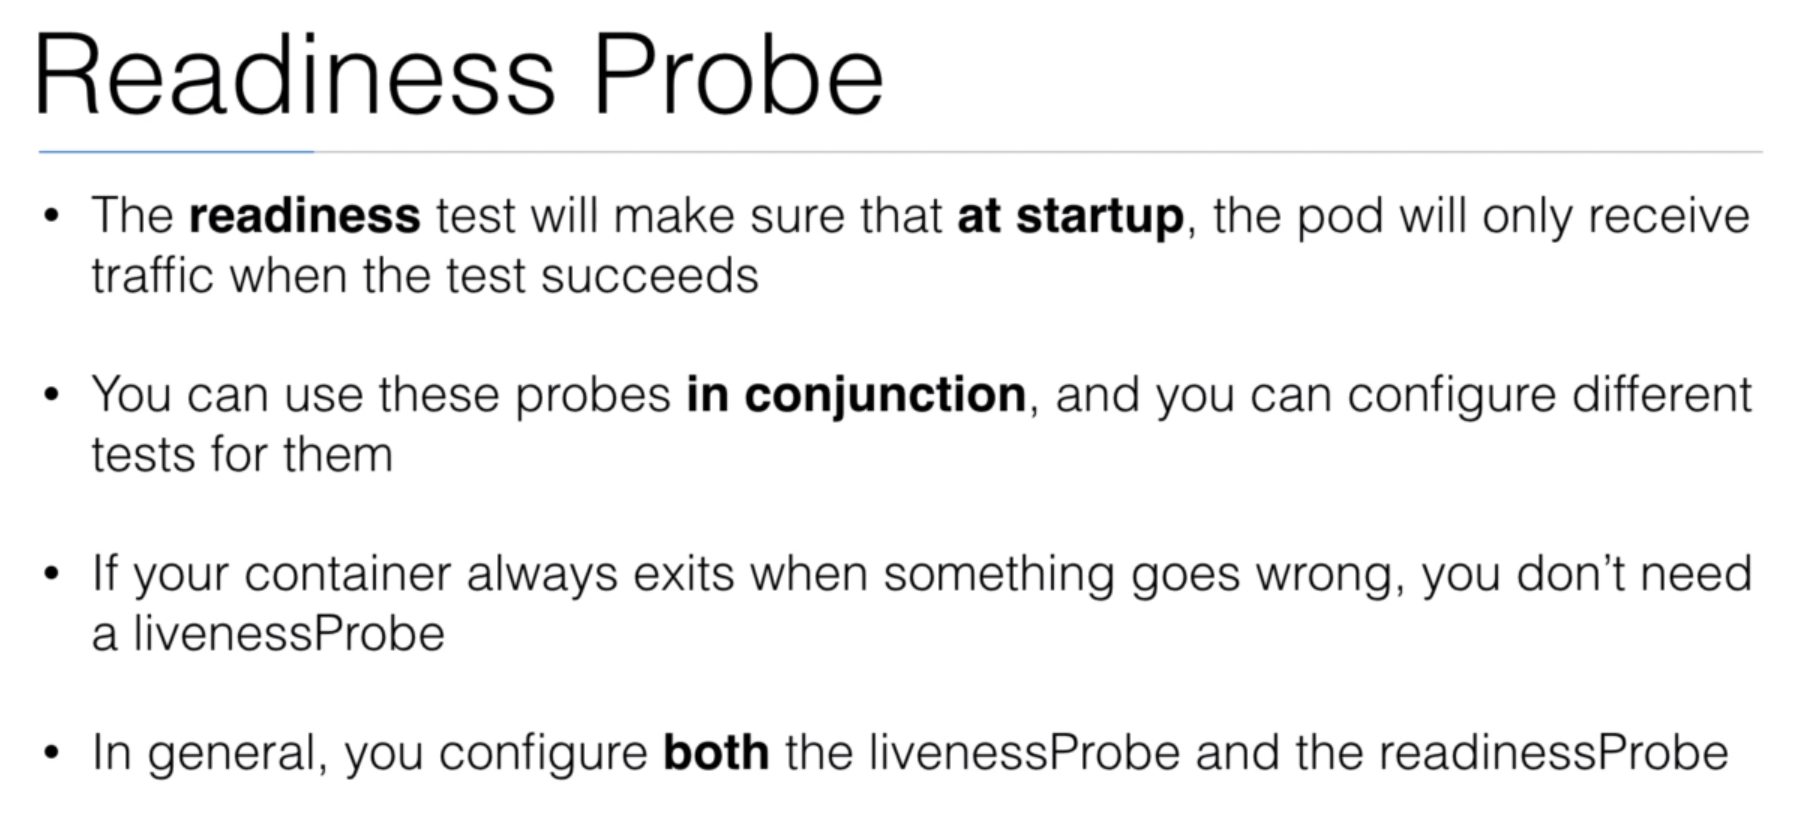 Readiness Probe
• The readiness test will make sure that at startup, the pod will only receive
traffic when the test succeeds
• You can use these probes in conjunction, and you can configure different
tests for them
• If your container always exits when something goes wrong, you don’t need
a livenessProbe
• In general, you configure both the livenessProbe and the readinessProbe